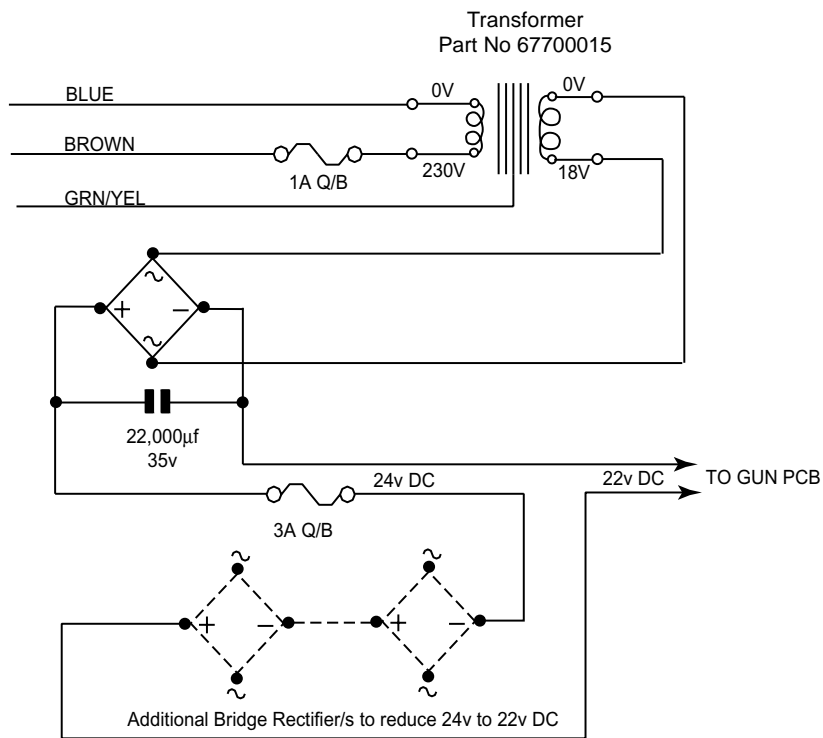 Transformer
Part No 67700015
BLUE
0V
0V
BROWN
1A Q/B
230V
18V
GRN/YEL
~
+
−
~
22,000µf
35v
24v DC
22v DC
TO GUN PCB
3A Q/B
~
~
+
−
+
−
~
~
Additional Bridge Rectifier/s to reduce 24v to 22v DC